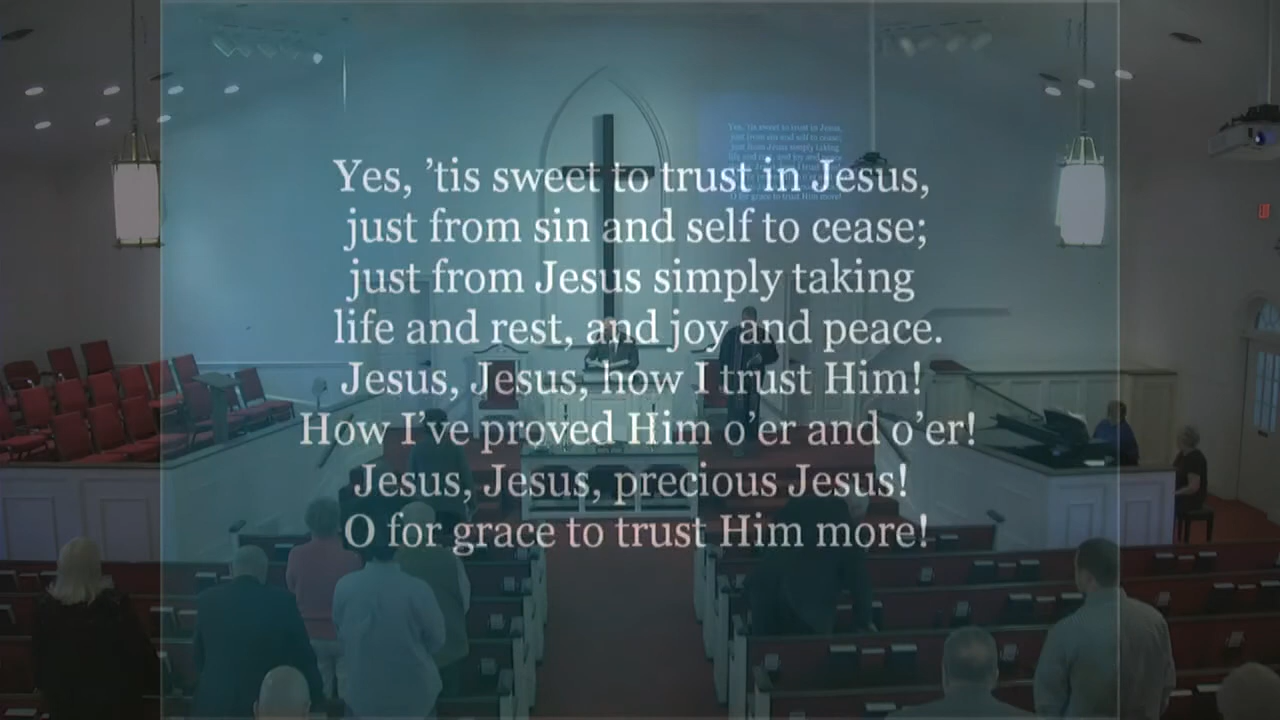 Yes, ’tis sweet to trust in Jesus,
just from sin and self to cease;
just from Jesus simply taking
life and rest, and joy and peace.
Jesus, Jesus, how I trust Him!
How I’ve proved Him o’er and o’er!
Jesus, Jesus, precious Jesus!
O for grace to trust Him more!